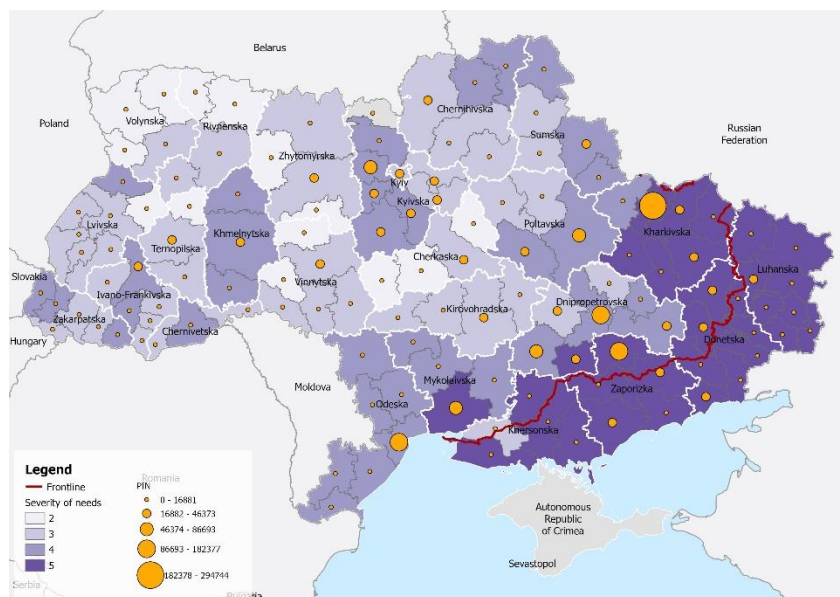 Belarus
Poland
Volynska
Rivnenska
Chernihivska
Sumska
Russian
Federation
Zhytomyrska
Kyiv
Kyivska
Lvivska
Ternopilska
Khmelnytska
Poltavska
Kharkivska
Luhanska
Cherkaska
Slovakia
Ivano-Frankivska
Vinnytska
Zakarpatska
Chernivetska
Kirovohradska
Dnipropetrovska
Donetska
Hungary
Moldova
Mykolaivska
Zaporizka
Odeska
Khersonska
Autonomous
Republic
of Crimea
Sevastopol
Legend
Romania
Frontline
PIN
Severity of needs
0 - 16881
2
16882 - 46373
3
46374 - 86693
4
86693 - 182377
5
182378 - 294744
Serbia
Bulgaria